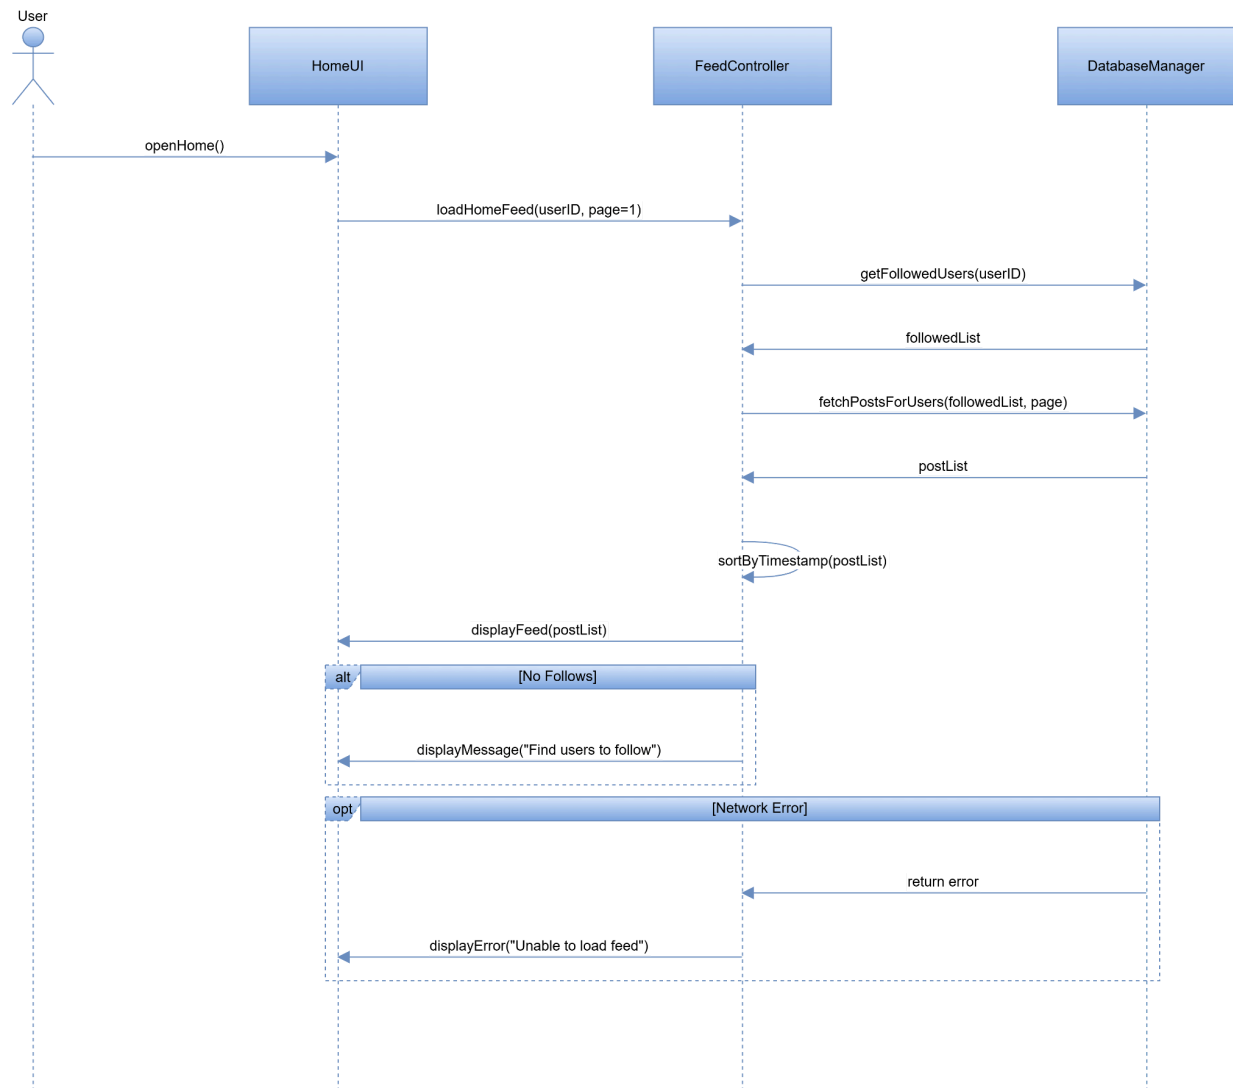 User
HomeUI
FeedController
DatabaseManager
openHome()
loadHomeFeed(userID, page=1)
getFollowedUsers(userID)
followedList
fetchPostsForUsers(followedList, page)
postList
sortByTimestamp(postList)
displayFeed(postList)
alt
[No Follows]
displayMessage("Find users to follow")
opt
[Network Error]
return error
displayError("Unable to load feed")